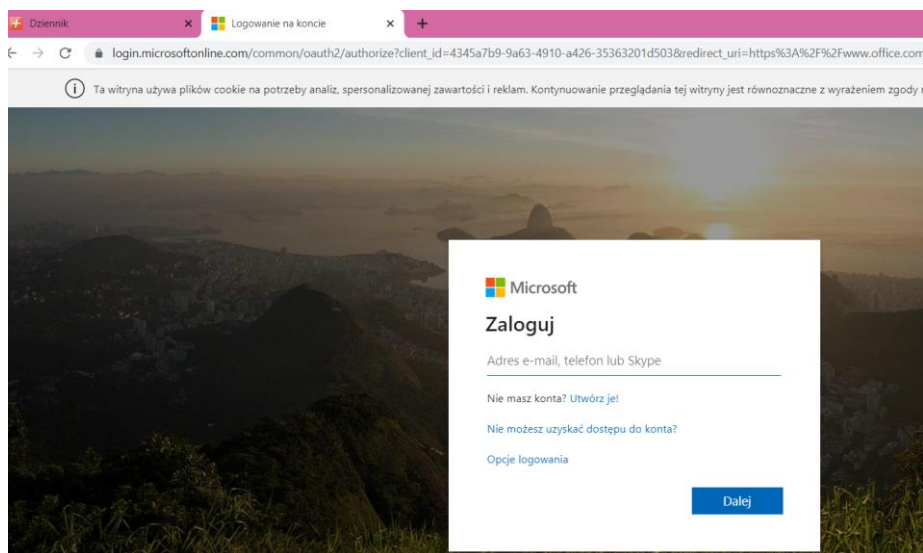 Dziennik
Logowanie na koncie
login.microsoftonline.com/common/oauth2/authorize?client_id=4345a7b9-9a63-4910-a426-35363201d503&redirect_uri=https%3A%2F%2Fwww.office.com
Ta witryna używa plików cookie na potrzeby analiz, spersonalizowanej zawartości i reklam. Kontynuowanie przeglądania tej witryny jest równoznaczne z wyrażeniem zgody
Microsoft
Zaloguj
Adres e-mail, telefon lub Skype
Nie masz konta? Utwórz je!
Nie możesz uzyskać dostępu do konta?
Opcje logowania
Dalej